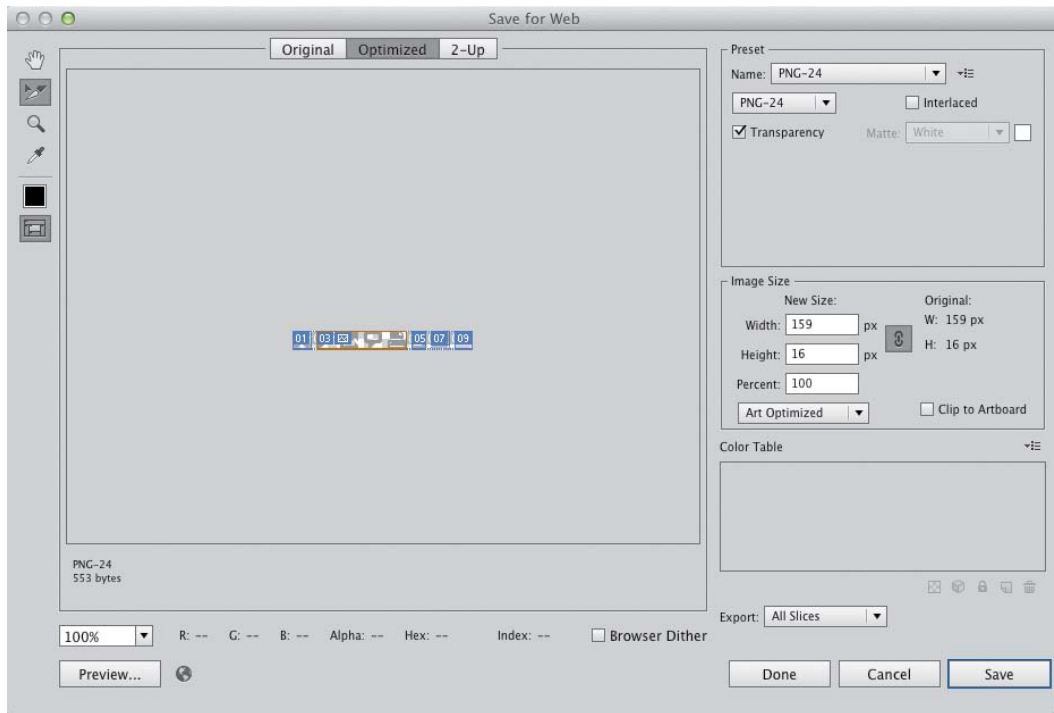 Save for Web
Original Optimized 2-Up
Preset
Name: PNG-24
PNG-24 Interlaced
Transparency Matte: White
01 03 05 07 09
Image Size
New Size: Original:
Width: 159 px W: 159 px
Height: 16 px H: 16 px
Percent: 100
Art Optimized Clip to Artboard
Color Table
PNG-24
553 bytes
Export: All Slices
100% R: -- G: -- B: -- Alpha: -- Hex: -- Index: -- Browser Dither
Preview... Done Cancel Save